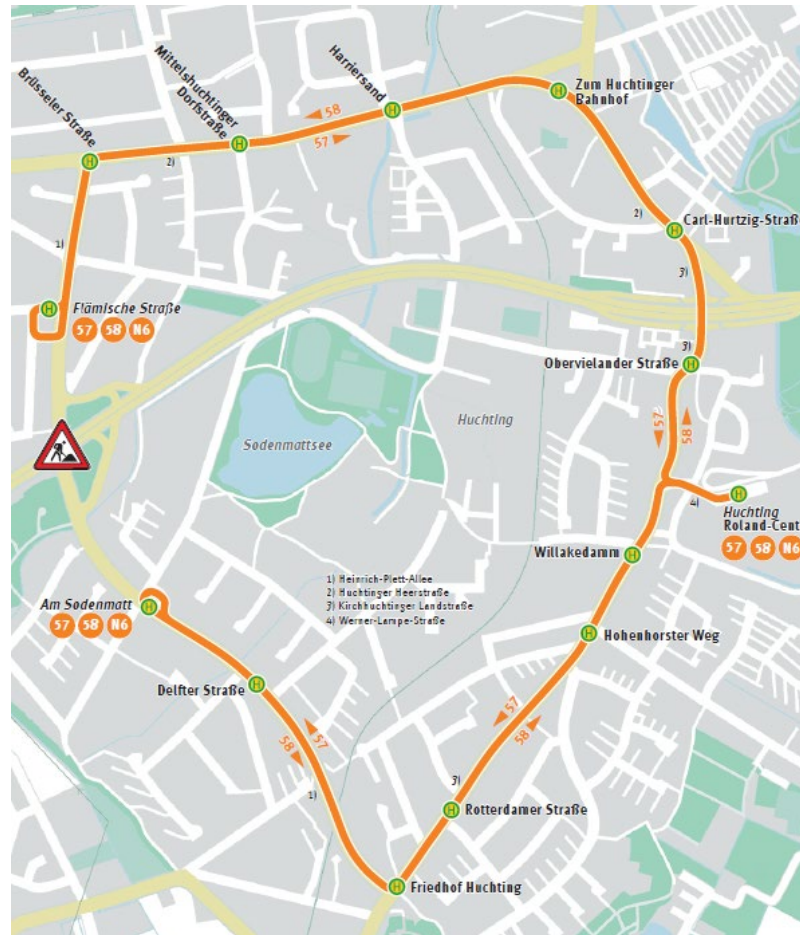 Brüsseler Straße
Mittelshuchtinger
Dorfstraße
Harriersand
Zum Huchtinger
Bahnhof
H
H
H
H
58
57
2)
1)
2)
Carl-Hurtzig-Straße
H
3)
H
Flämische Straße
57 58 N6
3)
Obervielander Straße
H
57
58
Sodenmattsee
Huchting
4)
H
Huchting
Roland-Cent
57 58 N6
Willakedamm
H
1) Heinrich-Plett-Allee
2) Huchtinger Heerstraße
3) Kirchhuchtinger Landstraße
4) Werner-Lampe-Straße
Am Sodenmatt
H
57 58 N6
H
Hohenhorster Weg
Delfter Straße
H
57
58
57
58
1)
3)
H
Rotterdamer Straße
H
Friedhof Huchting